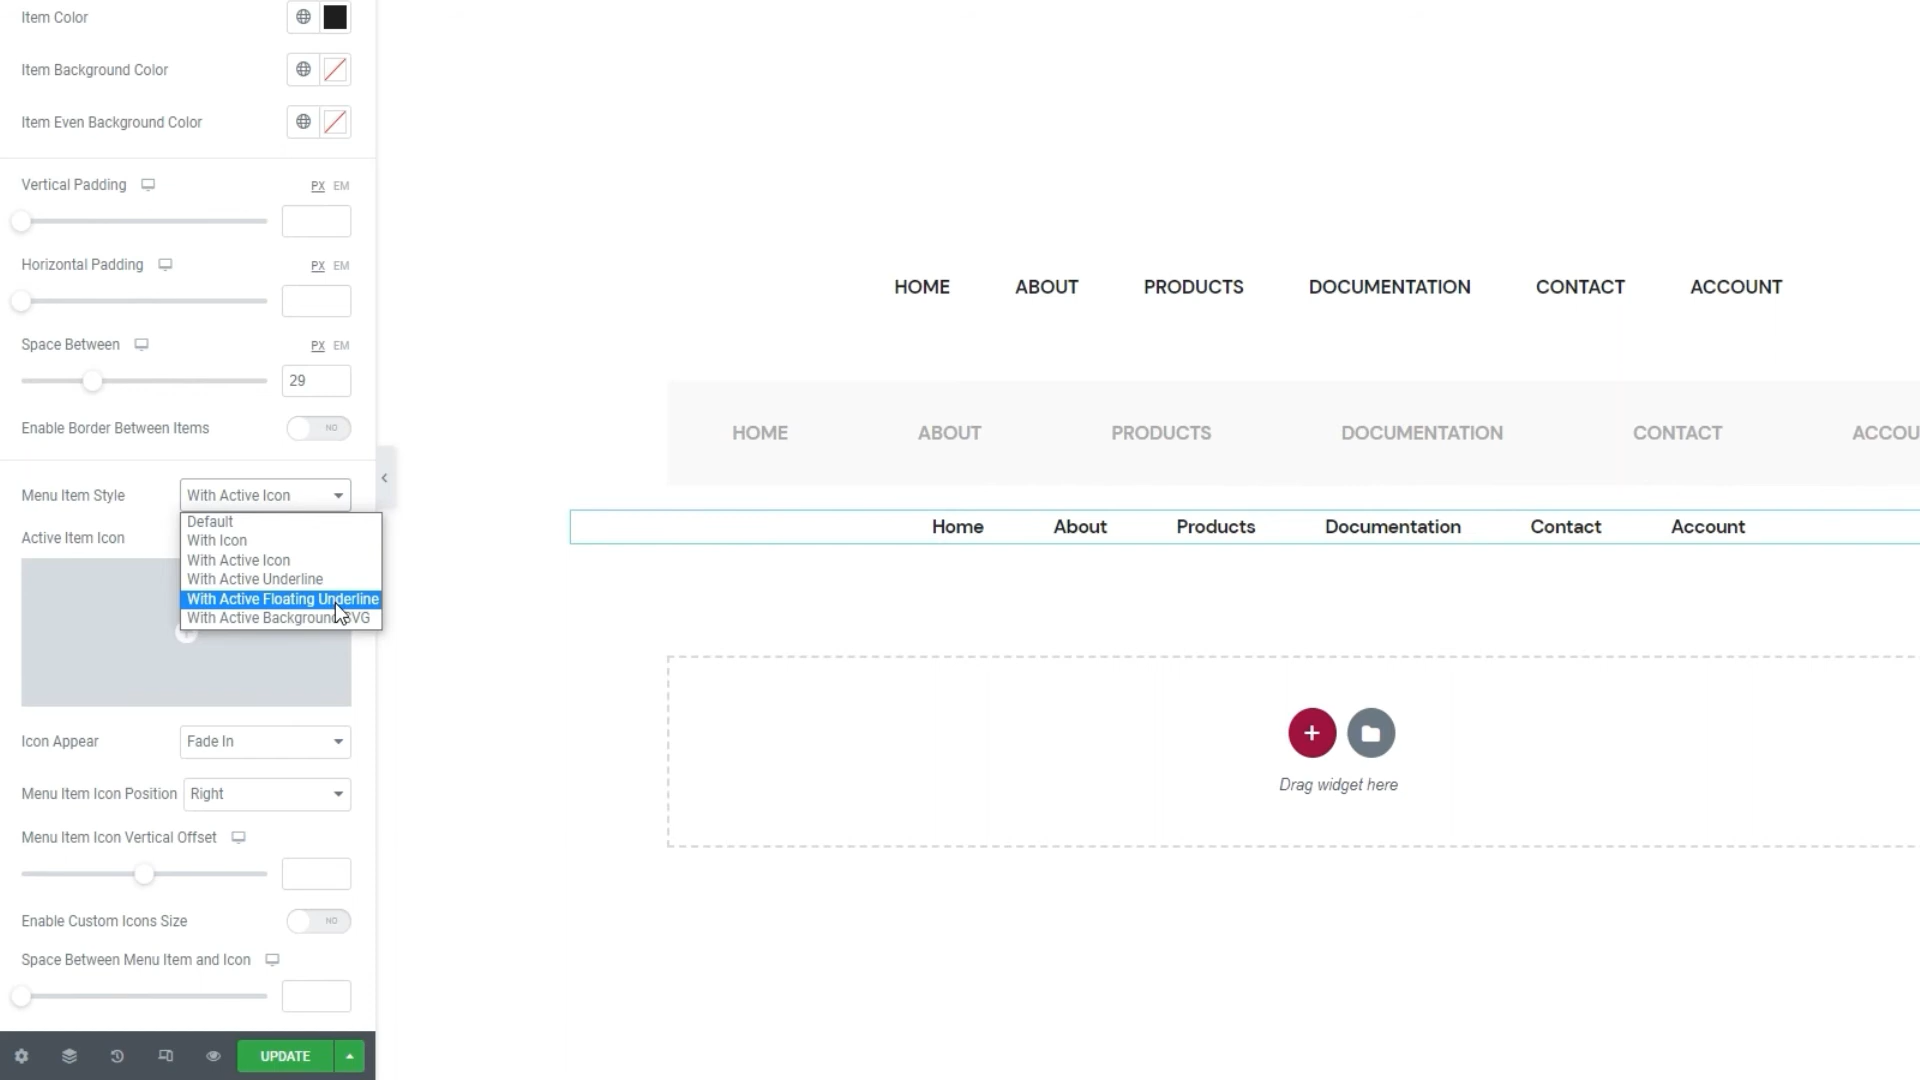 Item Color
Item Background Color
Item Even Background Color
Vertical Padding PX EM
Horizontal Padding PX EM
Space Between PX EM
29
Enable Border Between Items NO
Menu Item Style With Active Icon
Default
With Icon
With Active Icon
With Active Underline
With Active Floating Underline
With Active Background SVG
Active Item Icon
Icon Appear Fade In
Menu Item Icon Position Right
Menu Item Icon Vertical Offset
Enable Custom Icons Size NO
Space Between Menu Item and Icon
UPDATE
HOME ABOUT PRODUCTS DOCUMENTATION CONTACT ACCOUNT
HOME ABOUT PRODUCTS DOCUMENTATION CONTACT ACCOU
Home About Products Documentation Contact Account
Drag widget here